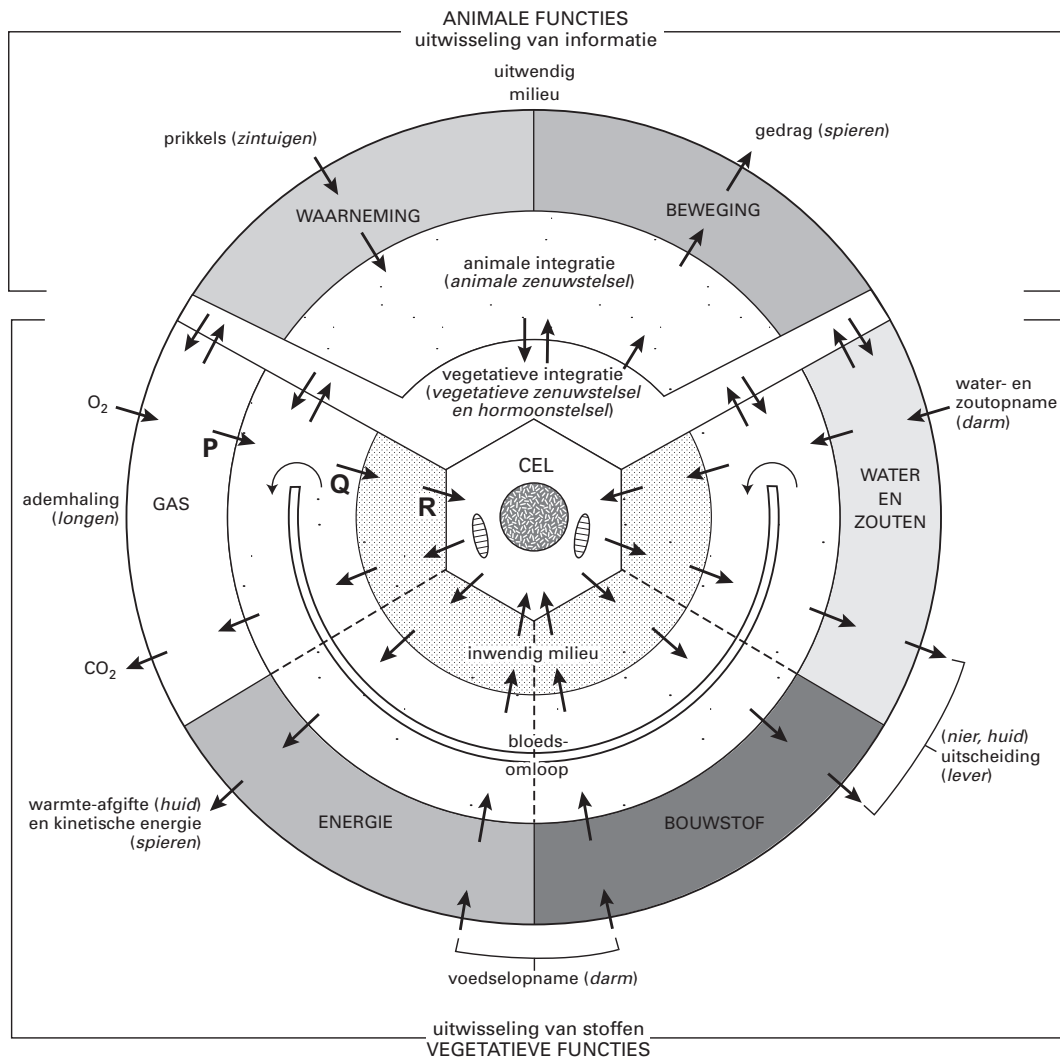 ANIMALE FUNCTIES
uitwisseling van informatie
uitwendig
milieu
prikkels (zintuigen)
gedrag (spieren)
WAARNEMING
BEWEGING
animale integratie
(animale zenuwstelsel)
vegetatieve integratie
(vegetatieve zenuwstelsel
en hormoonstelsel)
O2
P
Q
R
CEL
water- en
zoutopname
(darm)
ademhaling
(longen)
GAS
WATER
EN
ZOUTEN
CO2
inwendig milieu
bloeds-
omloop
(nier, huid)
uitscheiding
(lever)
warmte-afgifte (huid)
en kinetische energie
(spieren)
ENERGIE
BOUWSTOF
voedselopname (darm)
uitwisseling van stoffen
VEGETATIEVE FUNCTIES